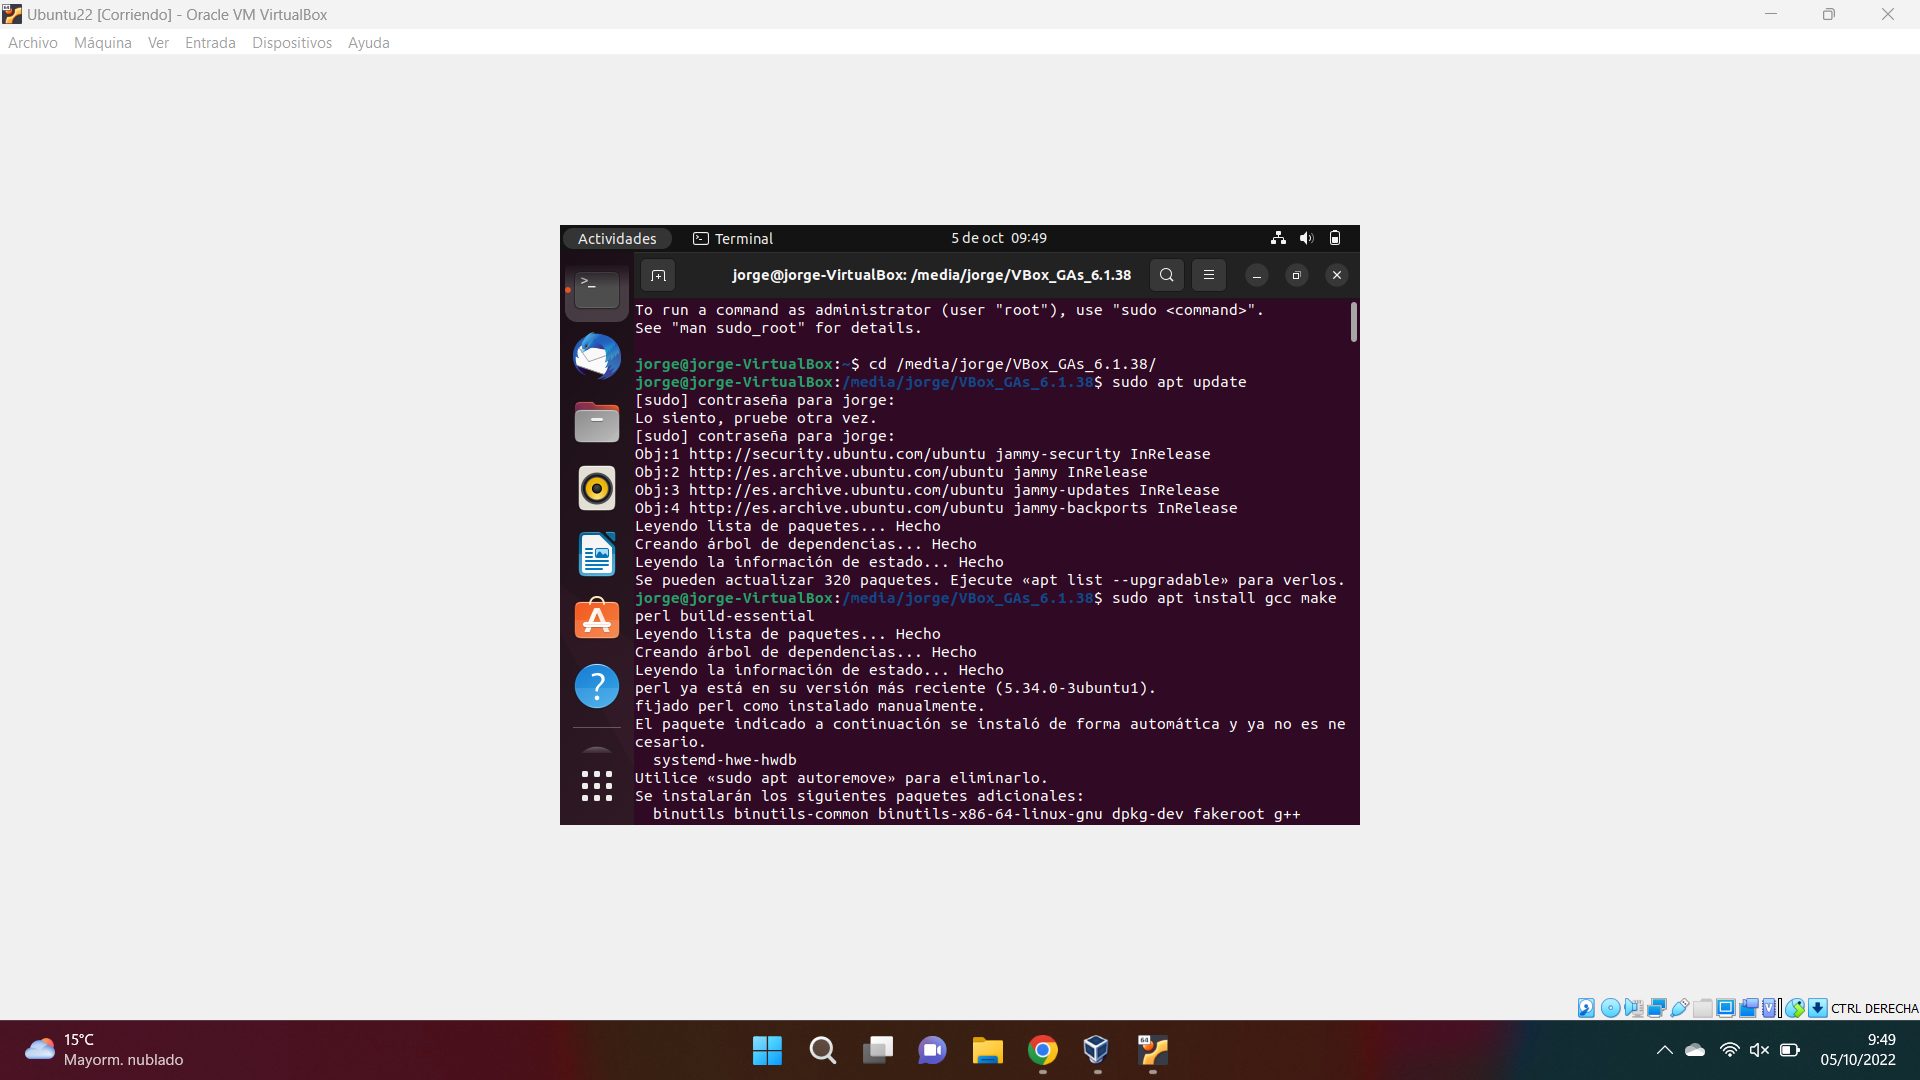 Ubuntu22 [Corriendo] - Oracle VM VirtualBox
Archivo Máquina Ver Entrada Dispositivos Ayuda
Actividades Terminal 5 de oct 09:49
jorge@jorge-VirtualBox: /media/jorge/VBox_GAs_6.1.38
To run a command as administrator (user "root"), use "sudo <command>".
See "man sudo_root" for details.
jorge@jorge-VirtualBox:~$ cd /media/jorge/VBox_GAs_6.1.38/
jorge@jorge-VirtualBox:/media/jorge/VBox_GAs_6.1.38$ sudo apt update
[sudo] contraseña para jorge:
Lo siento, pruebe otra vez.
[sudo] contraseña para jorge:
Obj:1 http://security.ubuntu.com/ubuntu jammy-security InRelease
Obj:2 http://es.archive.ubuntu.com/ubuntu jammy InRelease
Obj:3 http://es.archive.ubuntu.com/ubuntu jammy-updates InRelease
Obj:4 http://es.archive.ubuntu.com/ubuntu jammy-backports InRelease
Leyendo lista de paquetes... Hecho
Creando árbol de dependencias... Hecho
Leyendo la información de estado... Hecho
Se pueden actualizar 320 paquetes. Ejecute «apt list --upgradable» para verlos.
jorge@jorge-VirtualBox:/media/jorge/VBox_GAs_6.1.38$ sudo apt install gcc make
perl build-essential
Leyendo lista de paquetes... Hecho
Creando árbol de dependencias... Hecho
Leyendo la información de estado... Hecho
perl ya está en su versión más reciente (5.34.0-3ubuntu1).
fijado perl como instalado manualmente.
El paquete indicado a continuación se instaló de forma automática y ya no es ne
cesario.
systemd-hwe-hwdb
Utilice «sudo apt autoremove» para eliminarlo.
Se instalarán los siguientes paquetes adicionales:
binutils binutils-common binutils-x86-64-linux-gnu dpkg-dev fakeroot g++
CTRL DERECHA
15°C
Mayorm. nublado
64
9:49
05/10/2022